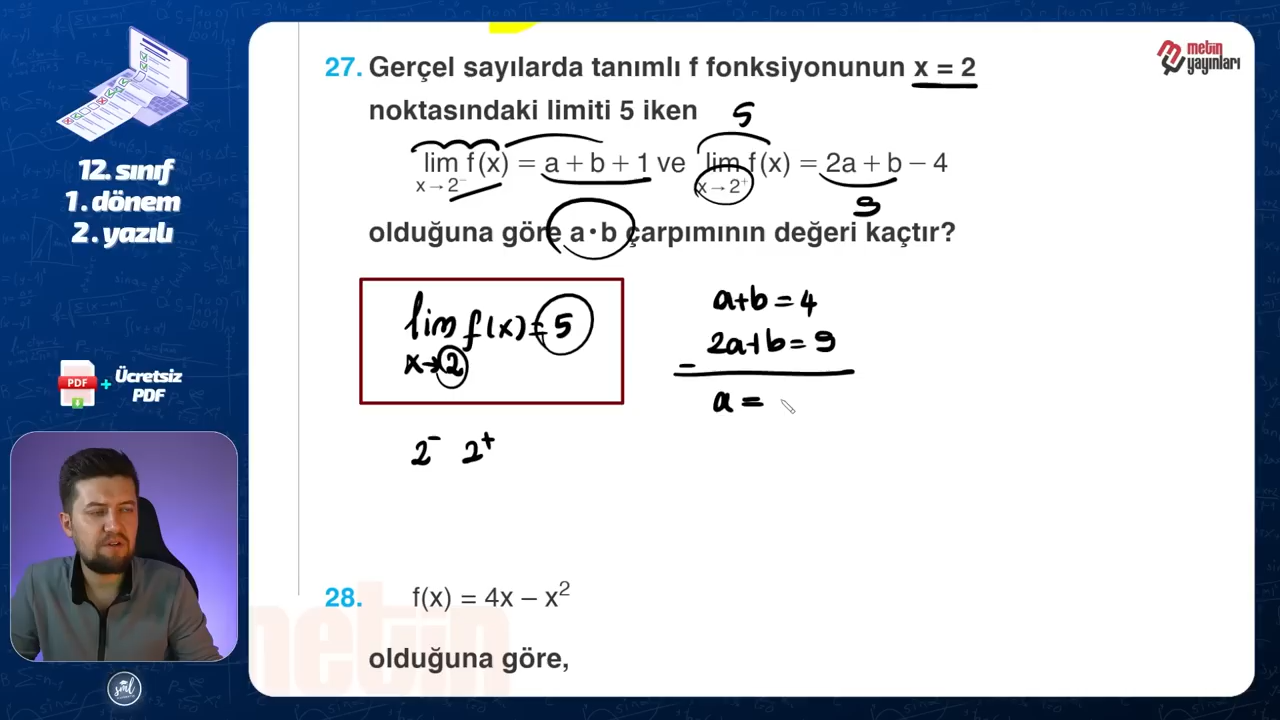 metin yayınları
27. Gerçel sayılarda tanımlı f fonksiyonunun x = 2
noktasındaki limiti 5 iken
5
lim f(x) = a + b + 1 ve lim f(x) = 2a + b − 4
x → 2⁻ x → 2⁺
9
olduğuna göre a · b çarpımının değeri kaçtır?
lim f(x) = 5
x→2
2⁻ 2⁺
a+b = 4
2a+b = 9
−
a =
28. f(x) = 4x − x²
olduğuna göre,
metin
12. sınıf
1. dönem
2. yazılı
PDF + Ücretsiz
PDF
sml